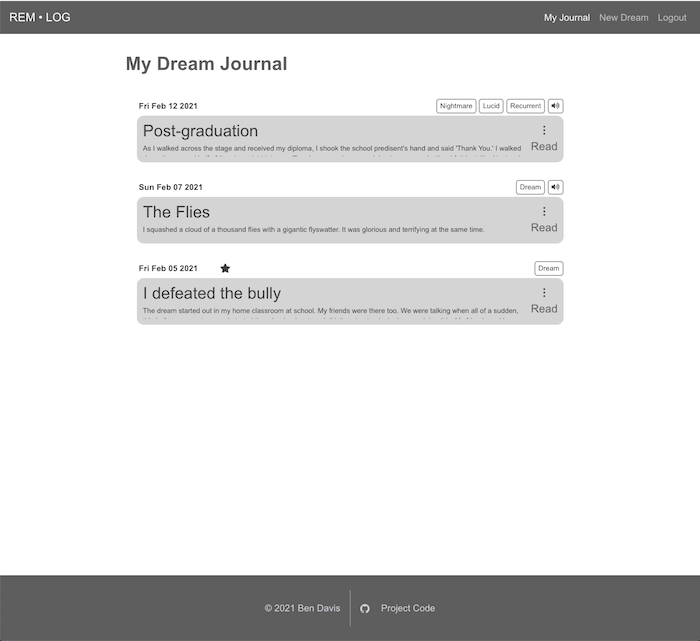 REM • LOG
My Journal New Dream Logout
My Dream Journal
Fri Feb 12 2021 Nightmare Lucid Recurrent
Post-graduation
As I walked across the stage and received my diploma, I shook the school predisent's hand and said 'Thank You.' I walked
Read
Sun Feb 07 2021 Dream
The Flies
I squashed a cloud of a thousand flies with a gigantic flyswatter. It was glorious and terrifying at the same time.
Read
Fri Feb 05 2021 Dream
I defeated the bully
The dream started out in my home classroom at school. My friends were there too. We were talking when all of a sudden,
Read
© 2021 Ben Davis Project Code